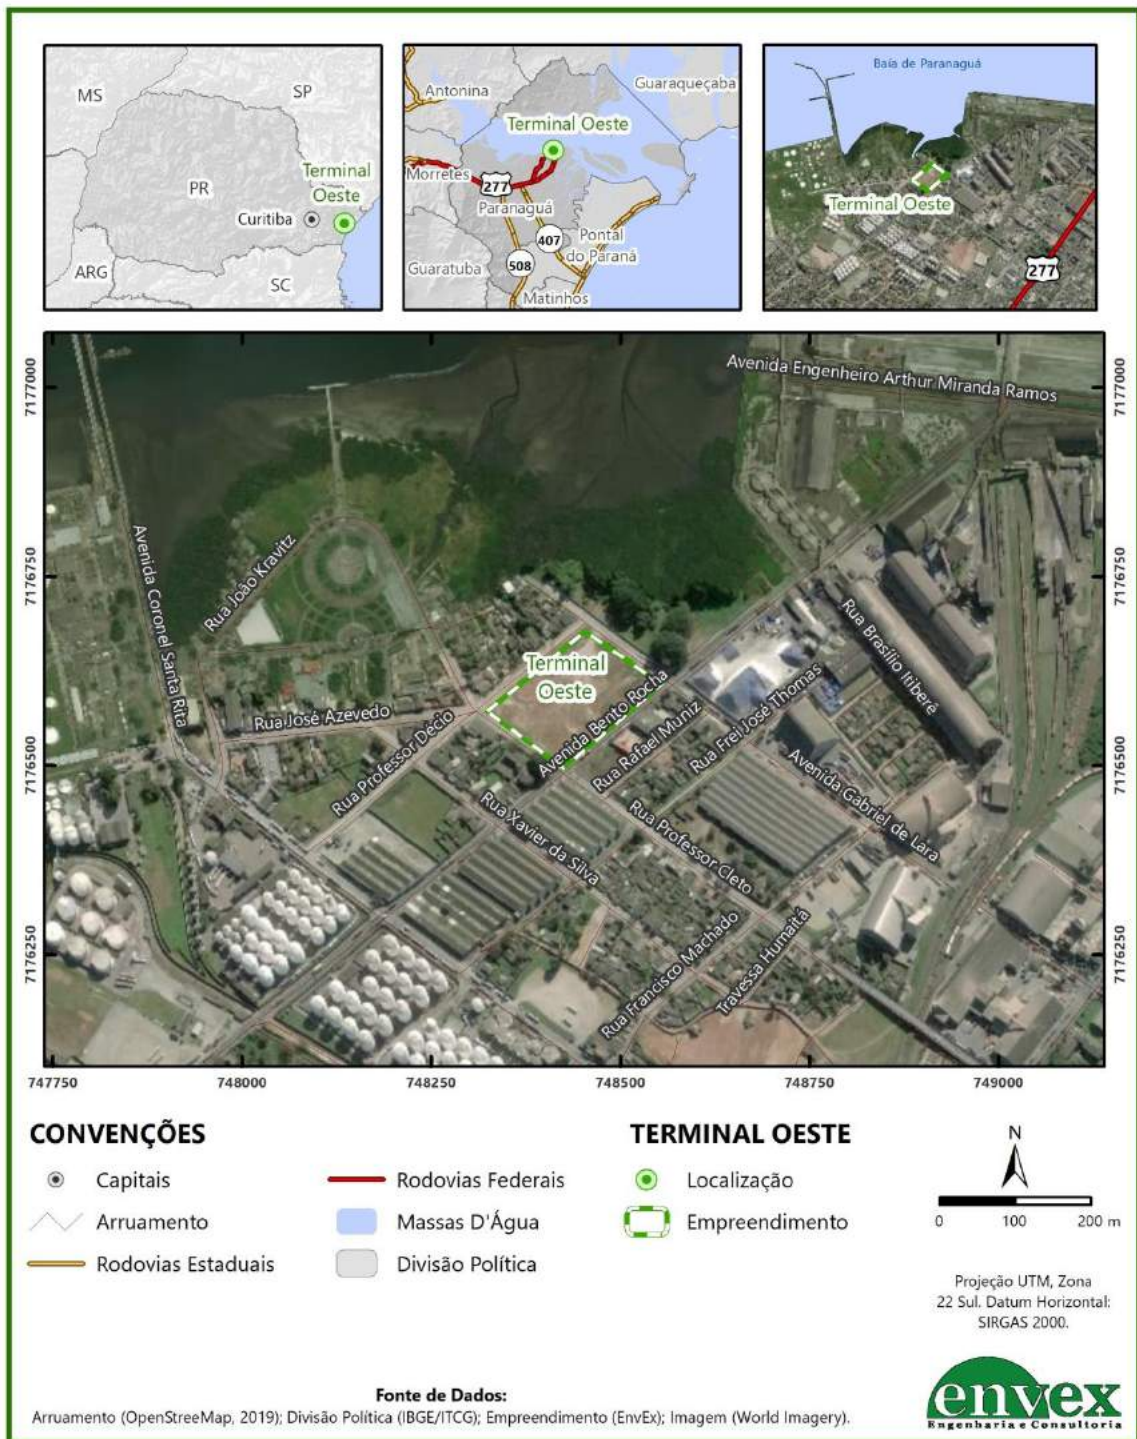 MS
SP
PR
Terminal
Oeste
Curitiba
ARG
SC
Antonina
Guaraqueçaba
Terminal Oeste
Morretes
277
Paranaguá
407
Pontal
do Paraná
Guaratuba
508
Matinhos
Baía de Paranaguá
Terminal Oeste
277
Avenida Engenheiro Arthur Miranda Ramos
7177000
7177000
Avenida Coronel Santa Rita
Rua João Kravitz
7176750
7176750
Rua Brasílio Itiberê
Terminal
Oeste
Rua José Azevedo
Rua Professor Décio
Avenida Bento Rocha
Rua Rafael Muniz
Rua Frei José Thomas
7176500
7176500
Rua Xavier da Silva
Rua Professor Cleto
Avenida Gabriel de Lara
Rua Francisco Machado
Travessa Humaitá
7176250
7176250
747750
748000
748250
748500
748750
749000
CONVENÇÕES
Capitais
Arruamento
Rodovias Estaduais
Rodovias Federais
Massas D'Água
Divisão Política
TERMINAL OESTE
Localização
Empreendimento
N
0 100 200 m
Projeção UTM, Zona
22 Sul. Datum Horizontal:
SIRGAS 2000.
Fonte de Dados:
Arruamento (OpenStreeMap, 2019); Divisão Política (IBGE/ITCG); Empreendimento (EnvEx); Imagem (World Imagery).
envex
Engenharia e Consultoria